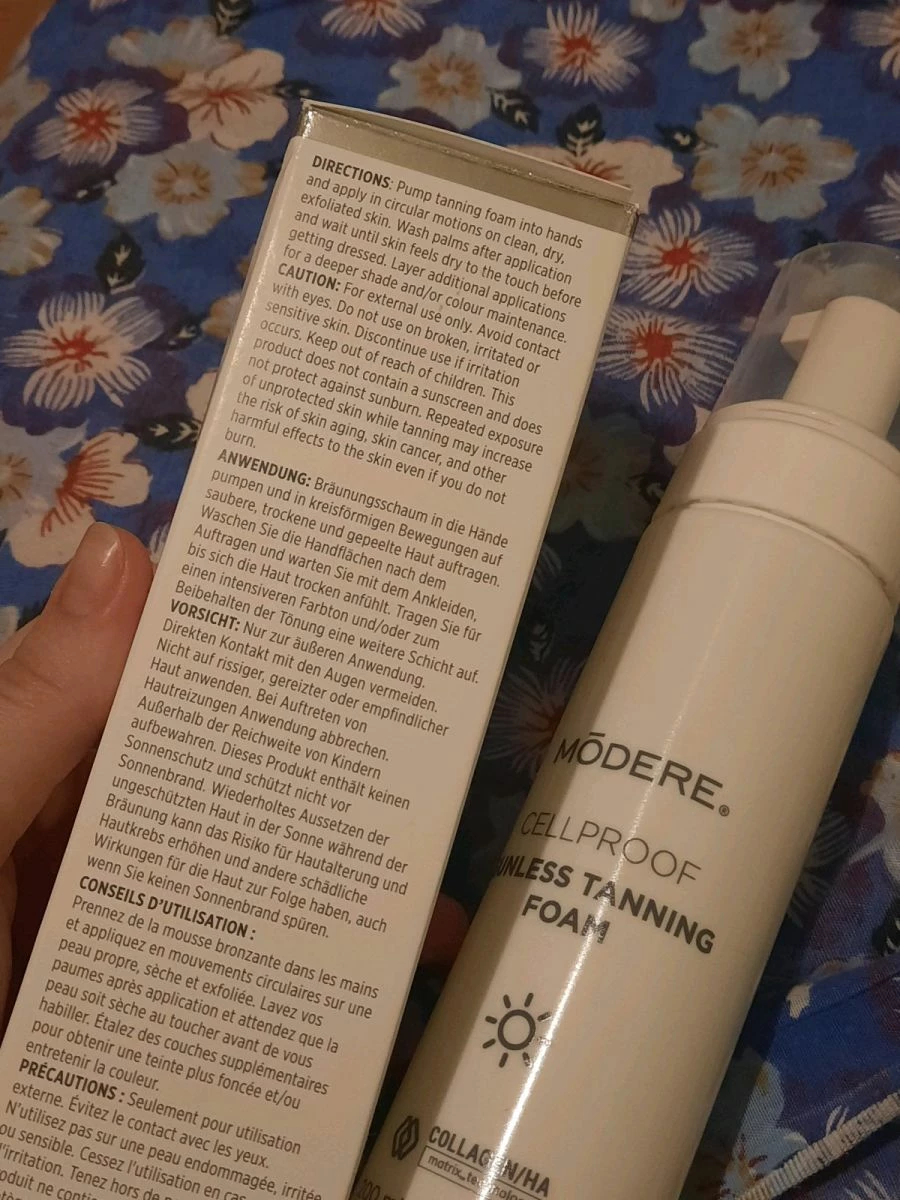 DIRECTIONS: Pump tanning foam into hands
and apply in circular motions on clean, dry,
exfoliated skin. Wash palms after application
and wait until skin feels dry to the touch before
getting dressed. Layer additional applications
for a deeper shade and/or colour maintenance.
CAUTION: For external use only. Avoid contact
with eyes. Do not use on broken, irritated or
sensitive skin. Discontinue use if irritation
occurs. Keep out of reach of children. This
product does not contain a sunscreen and does
not protect against sunburn. Repeated exposure
of unprotected skin while tanning may increase
the risk of skin aging, skin cancer, and other
harmful effects to the skin even if you do not
burn.
ANWENDUNG: Bräunungsschaum in die Hände
pumpen und in kreisförmigen Bewegungen auf
saubere, trockene und gepeelte Haut auftragen.
Waschen Sie die Handflächen nach dem
Auftragen und warten Sie mit dem Ankleiden,
bis sich die Haut trocken anfühlt. Tragen Sie für
einen intensiveren Farbton und/oder zum
Beibehalten der Tönung eine weitere Schicht auf.
VORSICHT: Nur zur äußeren Anwendung.
Direkten Kontakt mit den Augen vermeiden.
Nicht auf rissiger, gereizter oder empfindlicher
Haut anwenden. Bei Auftreten von
Hautreizungen Anwendung abbrechen.
Außerhalb der Reichweite von Kindern
aufbewahren. Dieses Produkt enthält keinen
Sonnenschutz und schützt nicht vor
Sonnenbrand. Wiederholtes Aussetzen der
ungeschützten Haut in der Sonne während der
Bräunung kann das Risiko für Hautalterung und
Hautkrebs erhöhen und andere schädliche
Wirkungen für die Haut zur Folge haben, auch
wenn Sie keinen Sonnenbrand spüren.
CONSEILS D'UTILISATION :
Prennez de la mousse bronzante dans les mains
et appliquez en mouvements circulaires sur une
peau propre, sèche et exfoliée. Lavez vos
paumes après application et attendez que la
peau soit sèche au toucher avant de vous
habiller. Étalez des couches supplémentaires
pour obtenir une teinte plus foncée et/ou
entretenir la couleur.
PRÉCAUTIONS : Seulement pour utilisation
externe. Évitez le contact avec les yeux.
N'utilisez pas sur une peau endommagée, irritée
ou sensible. Cessez l'utilisation en cas
d'irritation. Tenez hors de
MŌDERE®
CELLPROOF
UNLESS TANNING
FOAM
COLLAGEN/HA